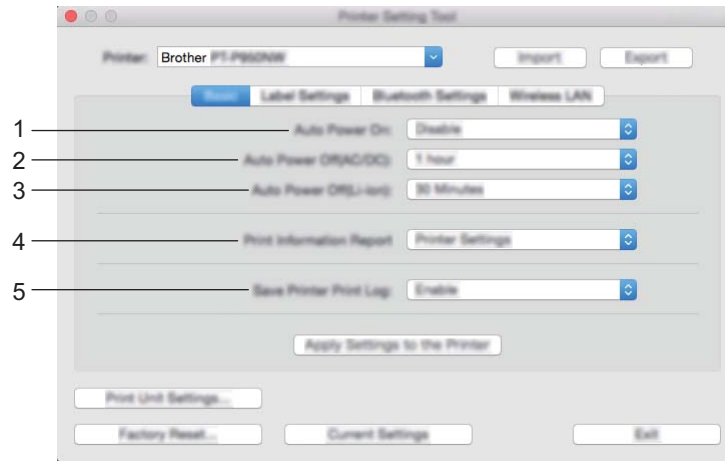 Printer Setting Tool
Printer: Brother PT-P950NW Import Export
Basic Label Settings Bluetooth Settings Wireless LAN
1 Auto Power On: Disable
2 Auto Power Off(AC/DC): 1 hour
3 Auto Power Off(Li-ion): 30 Minutes
4 Print Information Report Printer Settings
5 Save Printer Print Log: Enable
Apply Settings to the Printer
Print Unit Settings...
Factory Reset... Current Settings Exit